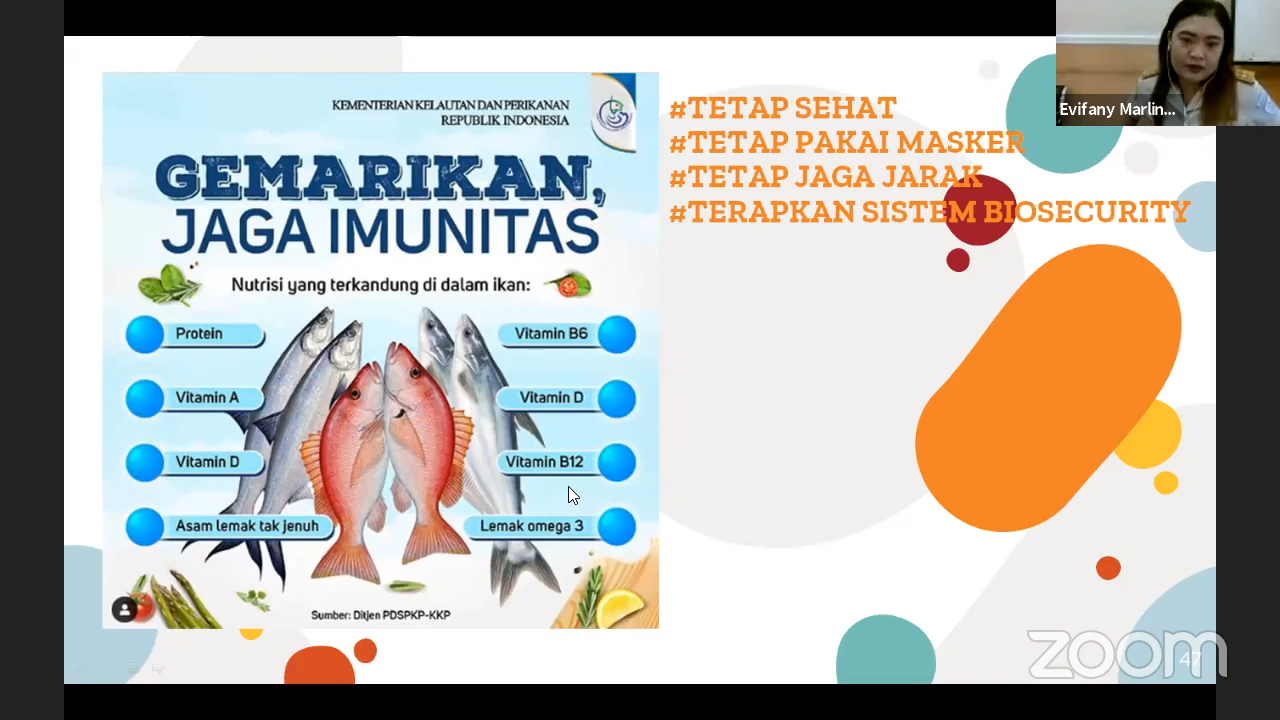 KEMENTERIAN KELAUTAN DAN PERIKANAN
REPUBLIK INDONESIA
GEMARIKAN,
JAGA IMUNITAS
Nutrisi yang terkandung di dalam ikan:
Protein
Vitamin A
Vitamin D
Asam lemak tak jenuh
Vitamin B6
Vitamin D
Vitamin B12
Lemak omega 3
Sumber: Ditjen PDSPKP-KKP
#TETAP SEHAT
#TETAP PAKAI MASKER
#TETAP JAGA JARAK
#TERAPKAN SISTEM BIOSECURITY
Evifany Marlin...
zoom
47